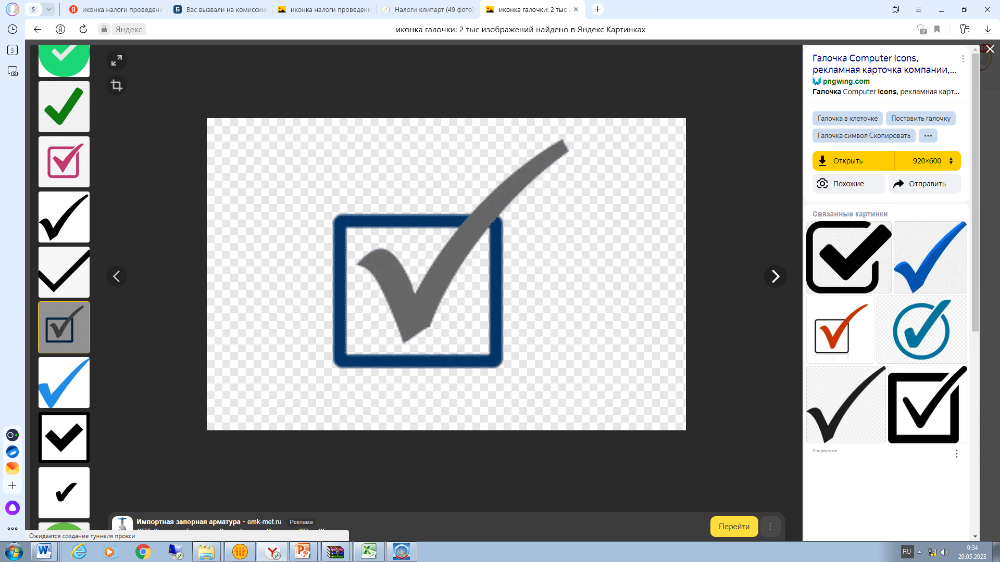 5
иконка налоги проведени
Вас вызвали на комиссию
иконка налоги проведени
Налоги клипарт (49 фото)
иконка галочки: 2 тыс и
Яндекс
иконка галочки: 2 тыс изображений найдено в Яндекс Картинках
2
5
Галочка Computer Icons,
рекламная карточка компании,...
pngwing.com
Галочка Computer Icons, рекламная карт...
Галочка в клеточке
Поставить галочку
Галочка символ Скопировать
Открыть
920×600
Похожие
Отправить
Связанные картинки
Соцреклама
Импортная запорная арматура · emk-met.ru Реклама
Перейти
Ожидается создание туннеля прокси
RU
9:34
29.05.2023